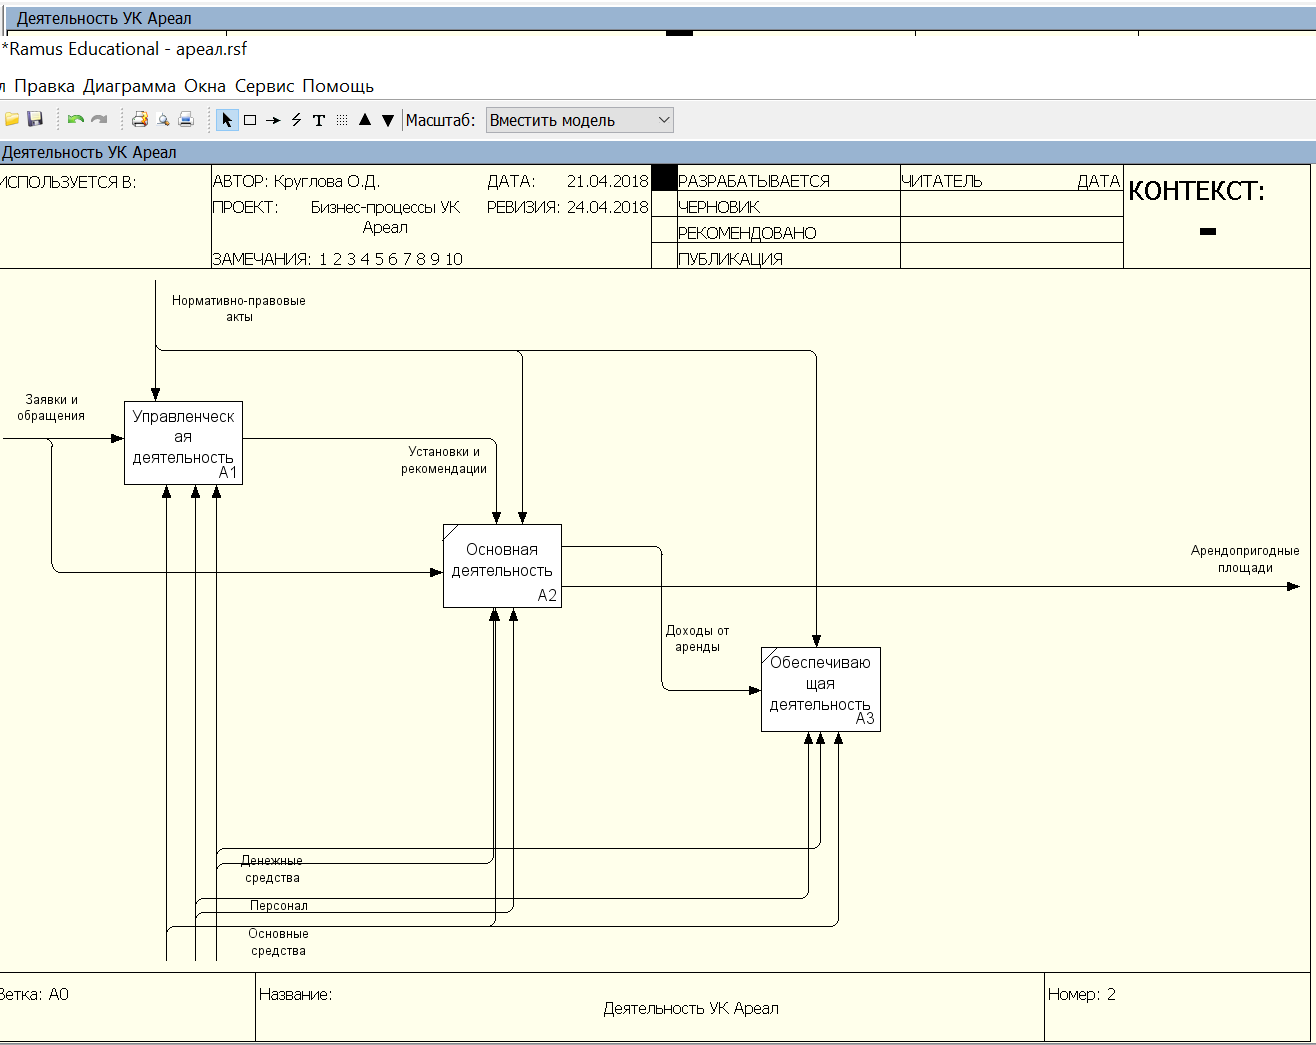 Деятельность УК Ареал
*Ramus Educational - ареал.rsf
л Правка Диаграмма Окна Сервис Помощь
Масштаб: Вместить модель
Деятельность УК Ареал
ИСПОЛЬЗУЕТСЯ В:
АВТОР: Круглова О.Д.
ДАТА: 21.04.2018
РАЗРАБАТЫВАЕТСЯ
ЧИТАТЕЛЬ
ДАТА
КОНТЕКСТ:
ПРОЕКТ: Бизнес-процессы УК
Ареал
РЕВИЗИЯ: 24.04.2018
ЧЕРНОВИК
РЕКОМЕНДОВАНО
ЗАМЕЧАНИЯ: 1 2 3 4 5 6 7 8 9 10
ПУБЛИКАЦИЯ
Нормативно-правовые
акты
Заявки и
обращения
Управленческ
ая
деятельность
A1
Установки и
рекомендации
Основная
деятельность
A2
Арендопригодные
площади
Доходы от
аренды
Обеспечиваю
щая
деятельность
A3
Денежные
средства
Персонал
Основные
средства
Ветка: A0
Название:
Деятельность УК Ареал
Номер: 2